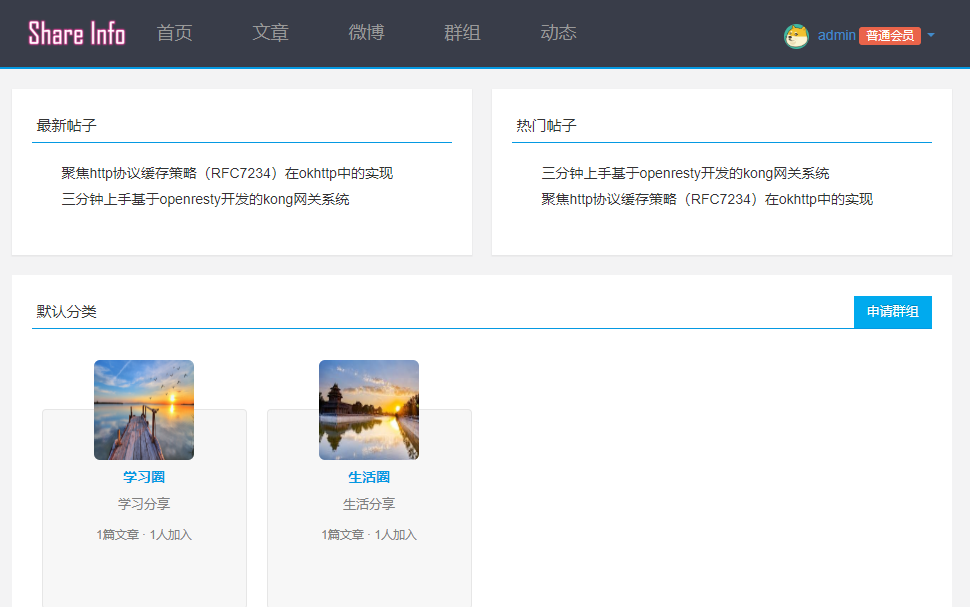 Share Info 首页 文章 微博 群组 动态 admin 普通会员
最新帖子
聚焦http协议缓存策略（RFC7234）在okhttp中的实现
三分钟上手基于openresty开发的kong网关系统
热门帖子
三分钟上手基于openresty开发的kong网关系统
聚焦http协议缓存策略（RFC7234）在okhttp中的实现
默认分类 申请群组
学习圈
学习分享
1篇文章 · 1人加入
生活圈
生活分享
1篇文章 · 1人加入